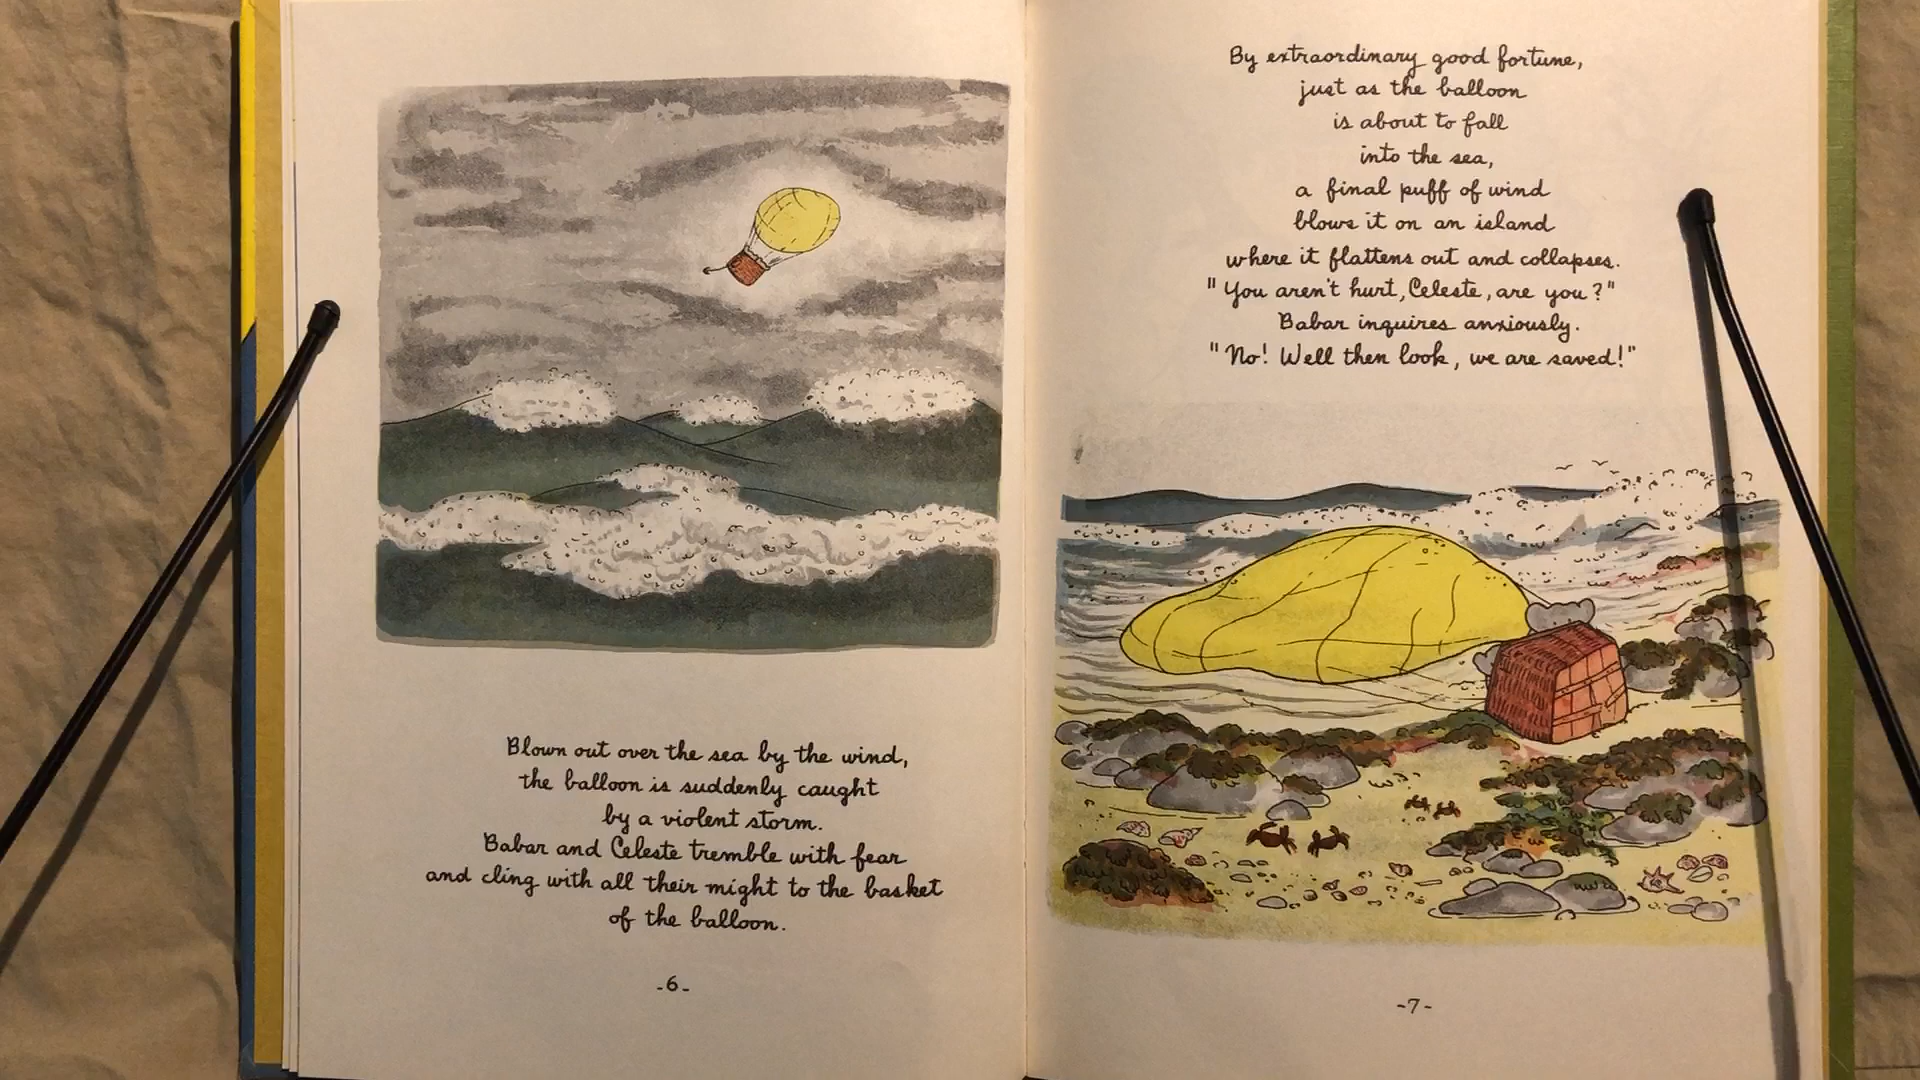 Blown out over the sea by the wind,
the balloon is suddenly caught
by a violent storm.
Babar and Celeste tremble with fear
and cling with all their might to the basket
of the balloon.
-6-
By extraordinary good fortune,
just as the balloon
is about to fall
into the sea,
a final puff of wind
blows it on an island
where it flattens out and collapses.
"You aren't hurt, Celeste, are you?"
Babar inquires anxiously.
"No! Well then look, we are saved!"
-7-